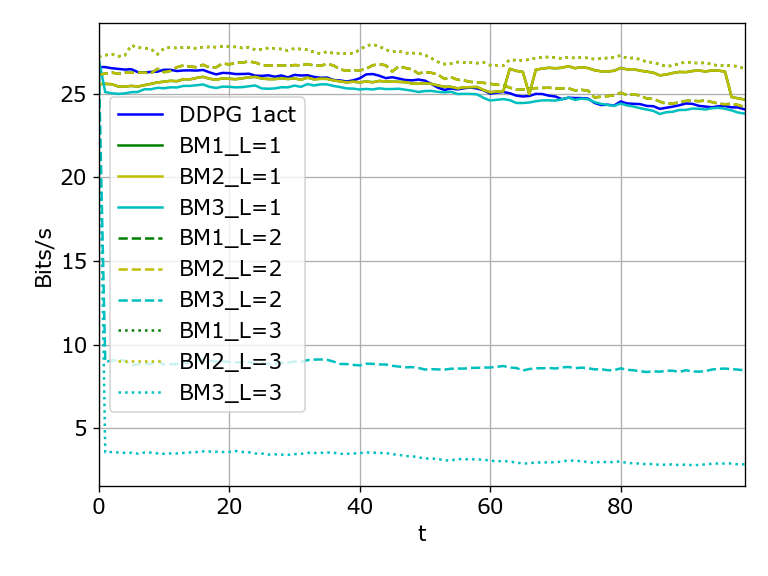 25
20
15
10
5
Bits/s
DDPG 1act
BM1_L=1
BM2_L=1
BM3_L=1
BM1_L=2
BM2_L=2
BM3_L=2
BM1_L=3
BM2_L=3
BM3_L=3
0 20 40 60 80
t